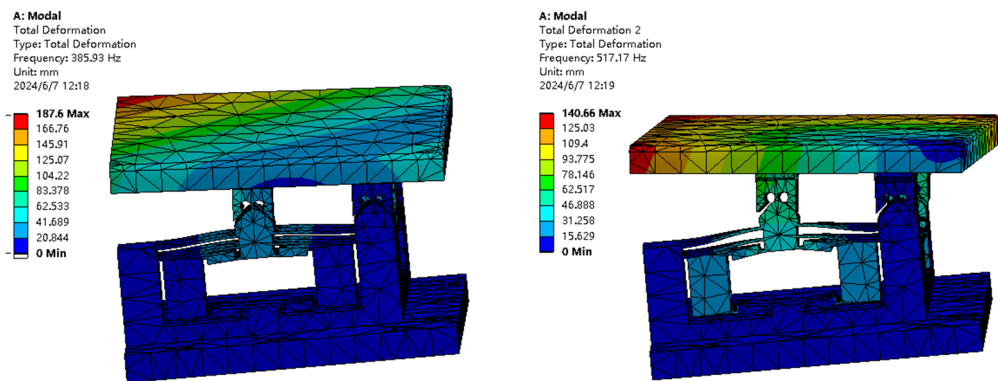 A: Modal
Total Deformation
Type: Total Deformation
Frequency: 385.93 Hz
Unit: mm
2024/6/7 12:18
187.6 Max
166.76
145.91
125.07
104.22
83.378
62.533
41.689
20.844
0 Min
A: Modal
Total Deformation 2
Type: Total Deformation
Frequency: 517.17 Hz
Unit: mm
2024/6/7 12:19
140.66 Max
125.03
109.4
93.775
78.146
62.517
46.888
31.258
15.629
0 Min